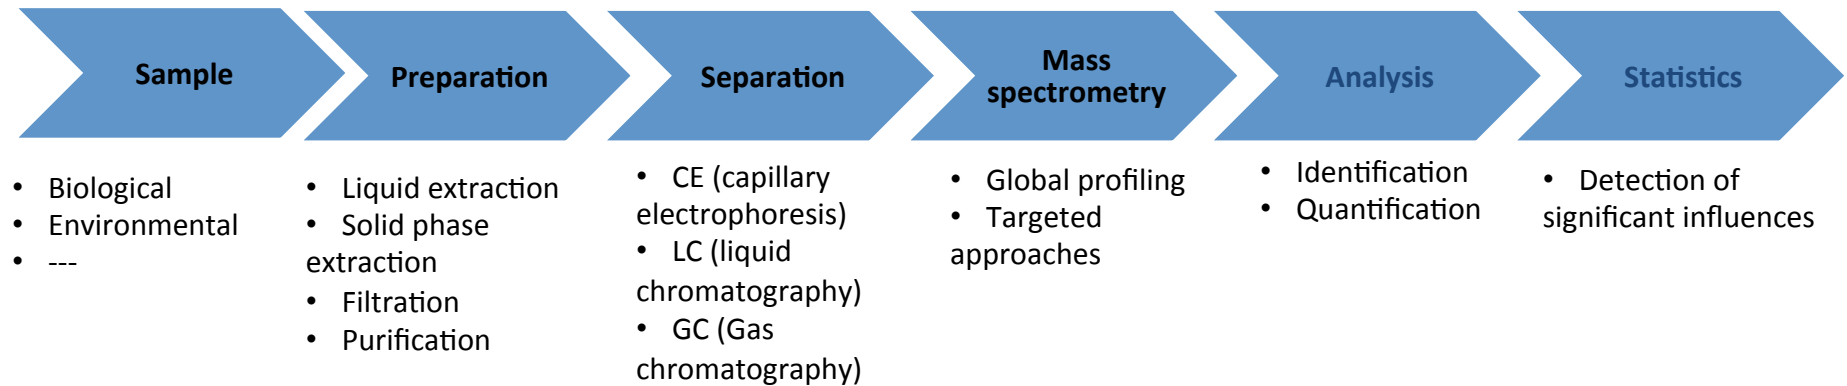 Sample
Preparation
Separation
Mass
spectrometry
Analysis
Statistics
• Biological
• Environmental
• ---
• Liquid extraction
• Solid phase
extraction
• Filtration
• Purification
• CE (capillary
electrophoresis)
• LC (liquid
chromatography)
• GC (Gas
chromatography)
• Global profiling
• Targeted
approaches
• Identification
• Quantification
• Detection of
significant influences